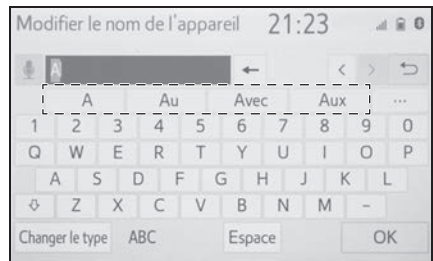 Modifier le nom de l'appareil 21:23
A
A Au Avec Aux ...
1 2 3 4 5 6 7 8 9 0
Q W E R T Y U I O P
A S D F G H J K L
Z X C V B N M -
Changer le type ABC Espace OK